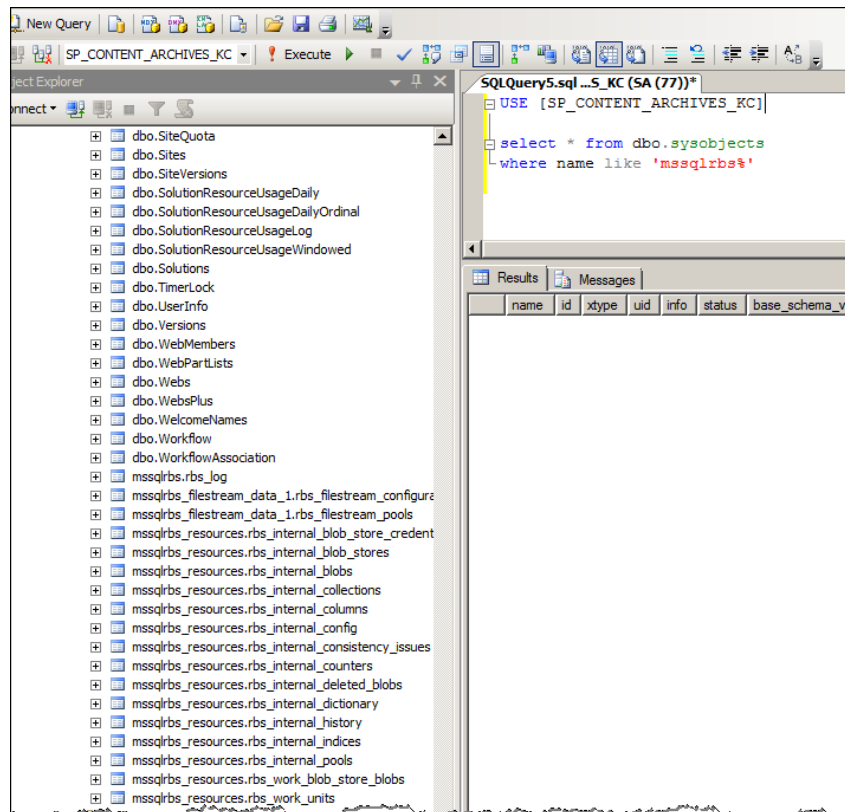 New Query
SP_CONTENT_ARCHIVES_KC
Execute
ject Explorer
onnect
dbo.SiteQuota
dbo.Sites
dbo.SiteVersions
dbo.SolutionResourceUsageDaily
dbo.SolutionResourceUsageDailyOrdinal
dbo.SolutionResourceUsageLog
dbo.SolutionResourceUsageWindowed
dbo.Solutions
dbo.TimerLock
dbo.UserInfo
dbo.Versions
dbo.WebMembers
dbo.WebPartLists
dbo.Webs
dbo.WebsPlus
dbo.WelcomeNames
dbo.Workflow
dbo.WorkflowAssociation
mssqlrbs.rbs_log
mssqlrbs_filestream_data_1.rbs_filestream_configura
mssqlrbs_filestream_data_1.rbs_filestream_pools
mssqlrbs_resources.rbs_internal_blob_store_credent
mssqlrbs_resources.rbs_internal_blob_stores
mssqlrbs_resources.rbs_internal_blobs
mssqlrbs_resources.rbs_internal_collections
mssqlrbs_resources.rbs_internal_columns
mssqlrbs_resources.rbs_internal_config
mssqlrbs_resources.rbs_internal_consistency_issues
mssqlrbs_resources.rbs_internal_counters
mssqlrbs_resources.rbs_internal_deleted_blobs
mssqlrbs_resources.rbs_internal_dictionary
mssqlrbs_resources.rbs_internal_history
mssqlrbs_resources.rbs_internal_indices
mssqlrbs_resources.rbs_internal_pools
mssqlrbs_resources.rbs_work_blob_store_blobs
mssqlrbs_resources.rbs_work_units
SQLQuery5.sql ...S_KC (SA (77))*
USE [SP_CONTENT_ARCHIVES_KC]
select * from dbo.sysobjects
where name like 'mssqlrbs%'
Results Messages
name id xtype uid info status base_schema_v